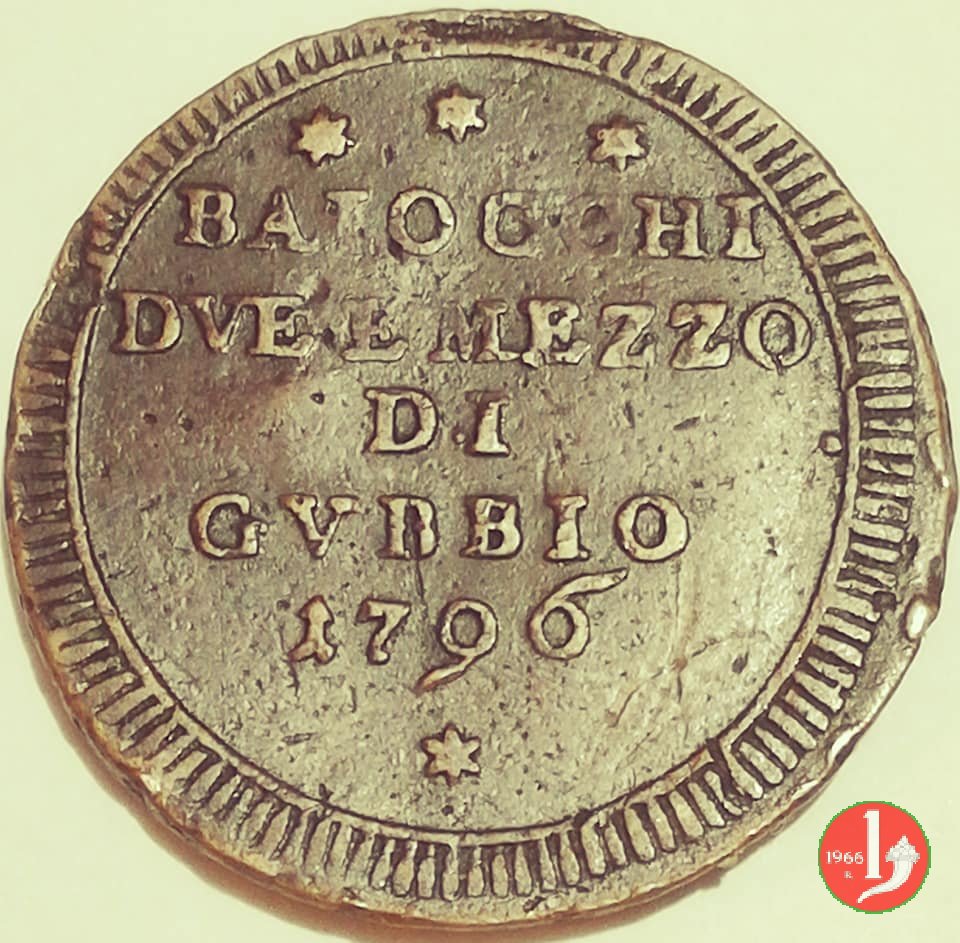 BAIOCCHI
DVE E MEZZO
DI
GVBBIO
1796
1966
L
R